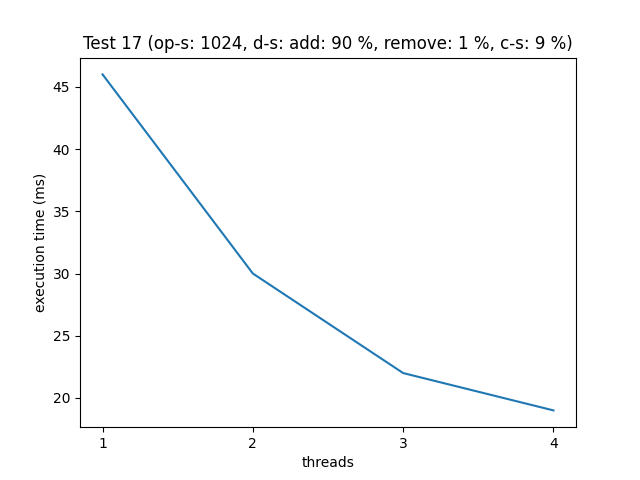 Test 17 (op-s: 1024, d-s: add: 90 %, remove: 1 %, c-s: 9 %)
45
40
35
30
25
20
execution time (ms)
1 2 3 4
threads